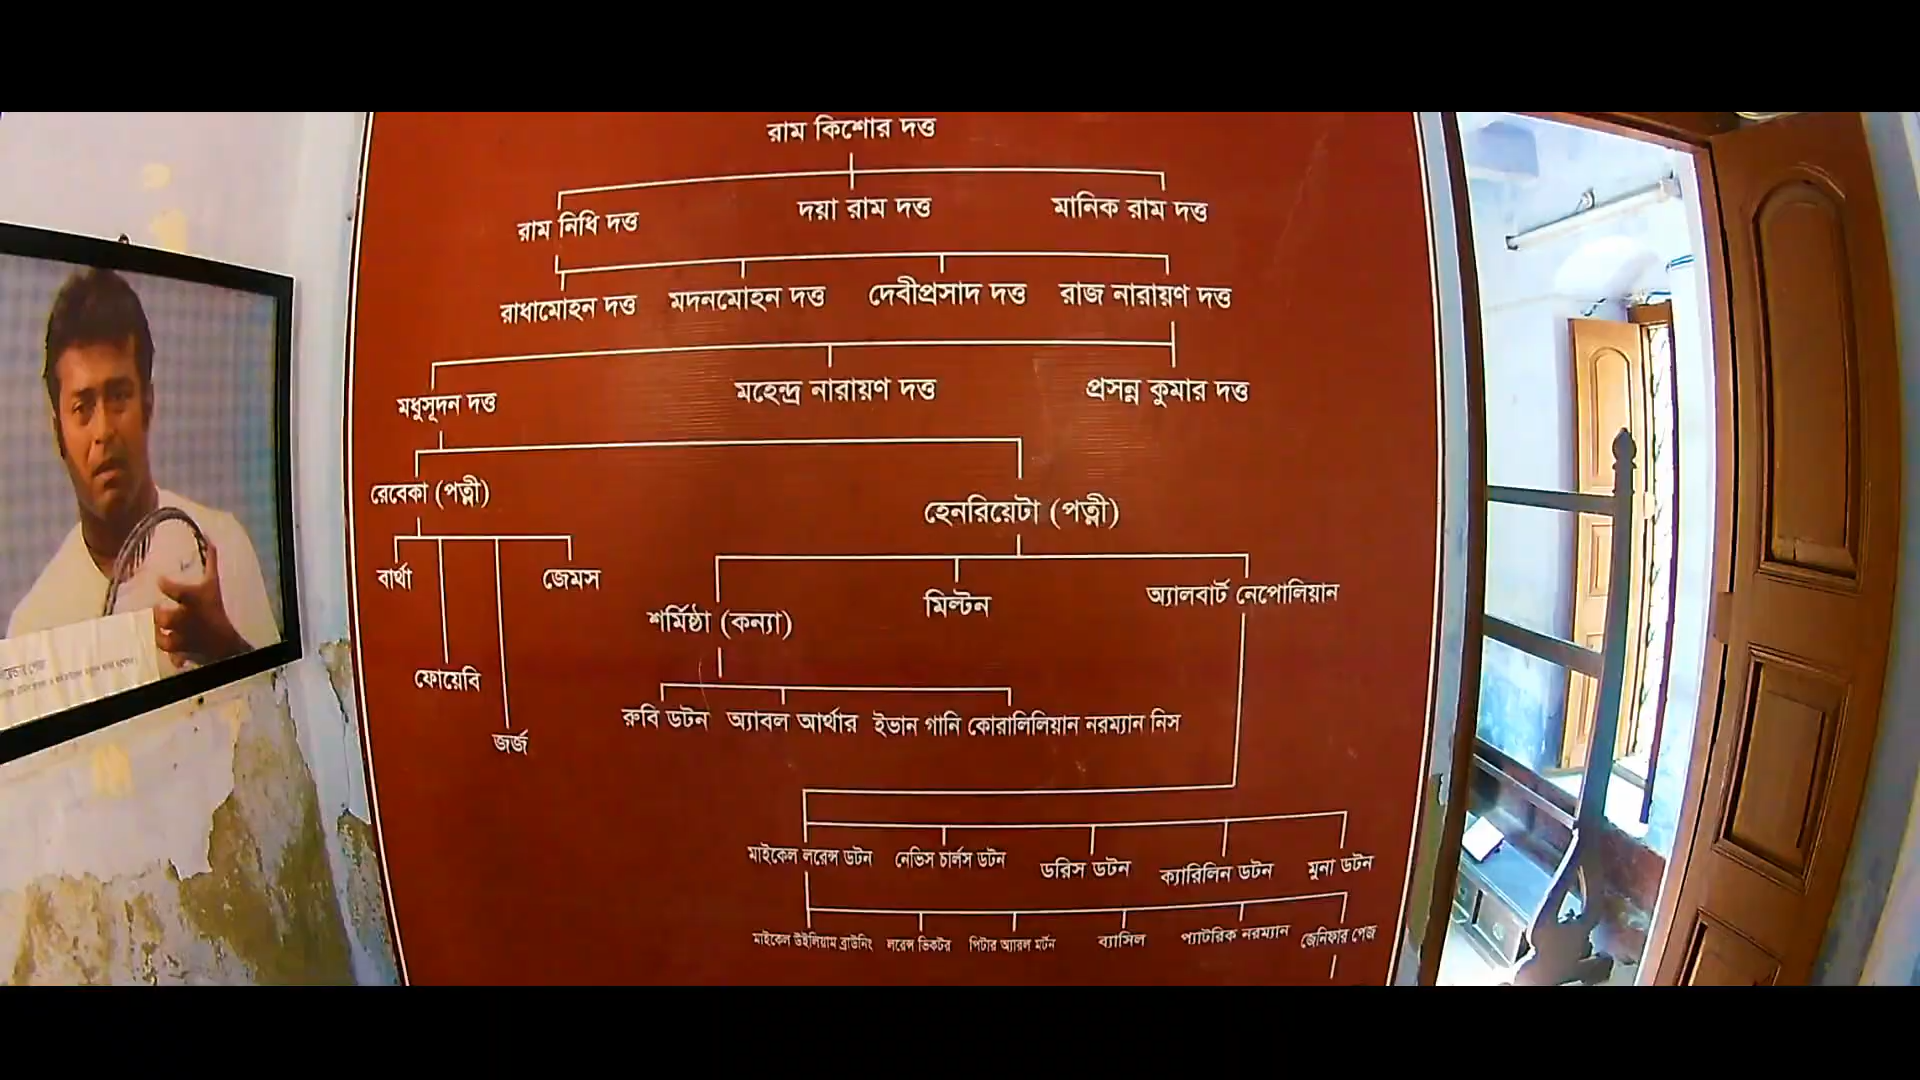 রাম কিশোর দত্ত
রাম নিধি দত্ত দয়া রাম দত্ত মানিক রাম দত্ত
রাধামোহন দত্ত মদনমোহন দত্ত দেবীপ্রসাদ দত্ত রাজ নারায়ণ দত্ত
মধুসূদন দত্ত মহেন্দ্র নারায়ণ দত্ত প্রসন্ন কুমার দত্ত
রেবেকা (পত্নী) হেনরিয়েটা (পত্নী)
বার্থা জেমস
শর্মিষ্ঠা (কন্যা) মিল্টন অ্যালবার্ট নেপোলিয়ান
ফোয়েবি
রুবি ডটন অ্যাবল আর্থার ইভান গানি কোরালিলিয়ান নরম্যান নিস
জর্জ
মাইকেল লরেন্স ডটন নেভিস চার্লস ডটন ডরিস ডটন ক্যারিলিন ডটন মুনা ডটন
মাইকেল উইলিয়াম ব্রাউনিং লরেন্স ভিকটর পিটার অ্যারল মর্টন ব্যাসিল প্যাটরিক নরম্যান জেনিফার পেজ